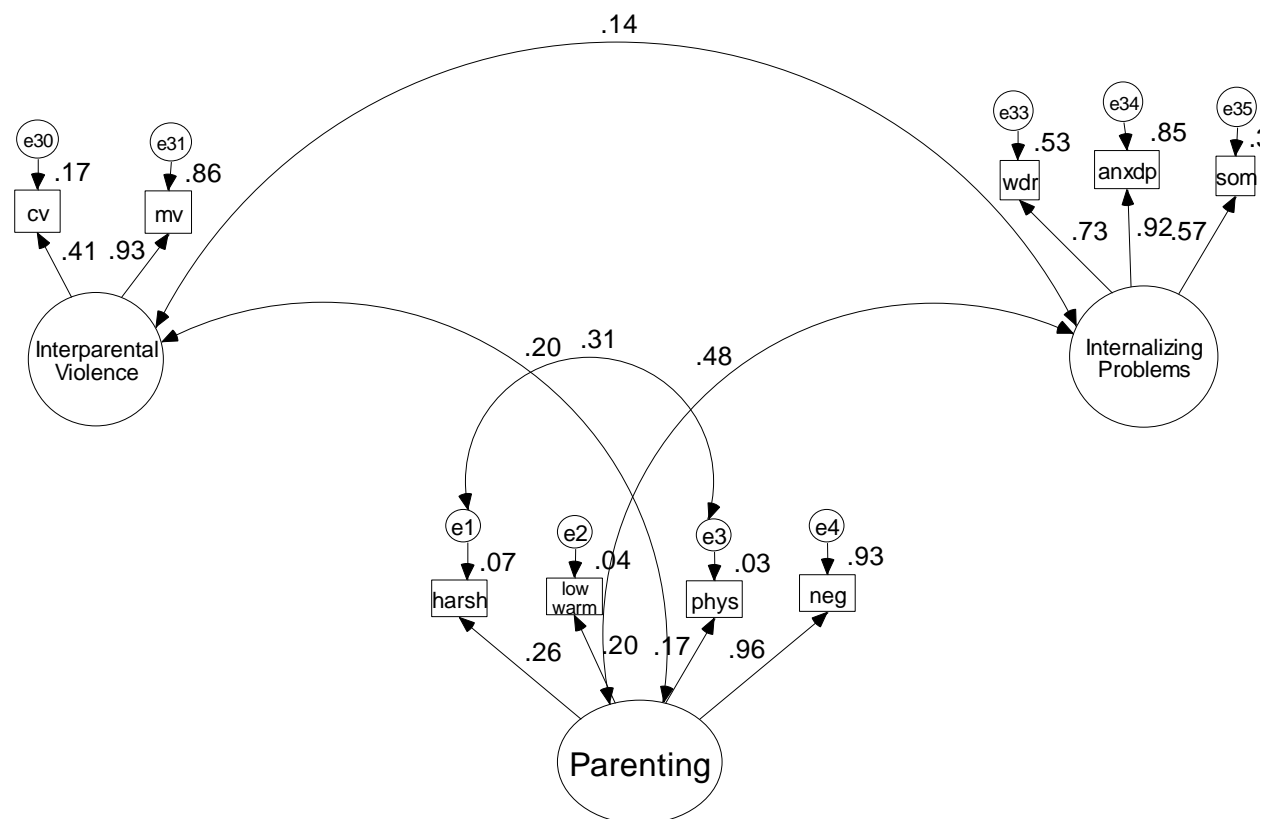 .14
e30
e31
e33
e34
e35
.17
.86
.53
.85
cv
mv
wdr
anxdp
som
.41
.93
.73
.92
.57
Interparental
Violence
Internalizing
Problems
.20
.31
.48
e1
e2
e3
e4
.07
.04
.03
.93
harsh
low
warm
phys
neg
.26
.20
.17
.96
Parenting